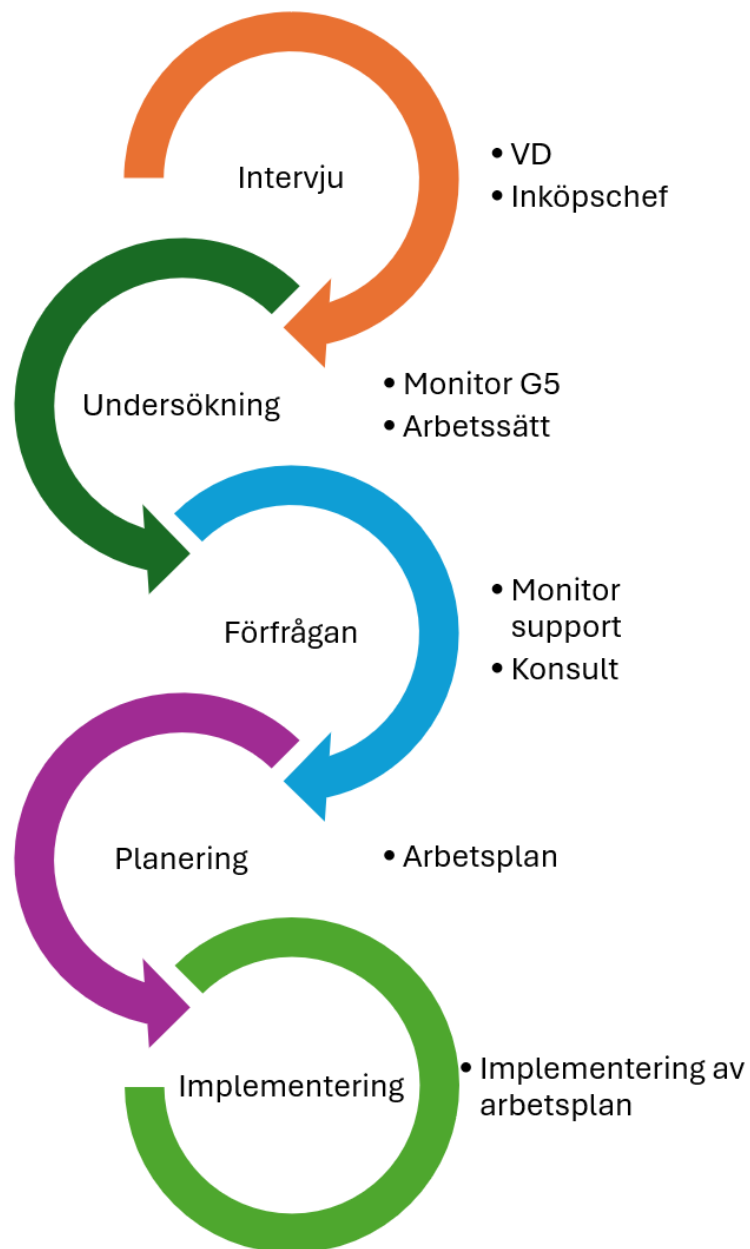 Intervju
• VD
• Inköpschef
Undersökning
• Monitor G5
• Arbetssätt
Förfrågan
• Monitor
support
• Konsult
Planering
• Arbetsplan
Implementering
• Implementering av
arbetsplan